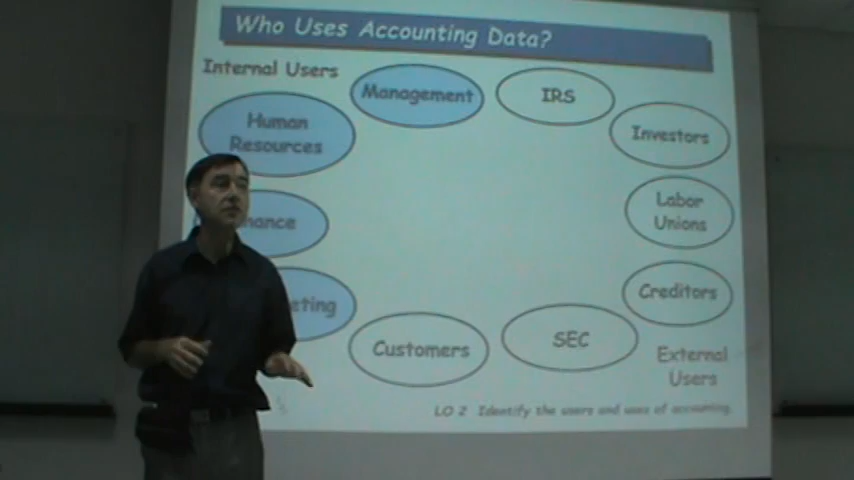 Who Uses Accounting Data?
Internal Users
Management
IRS
Human
Resources
Investors
Labor
Unions
Creditors
Customers
SEC
External
Users
LO 2 Identify the users and uses of accounting.